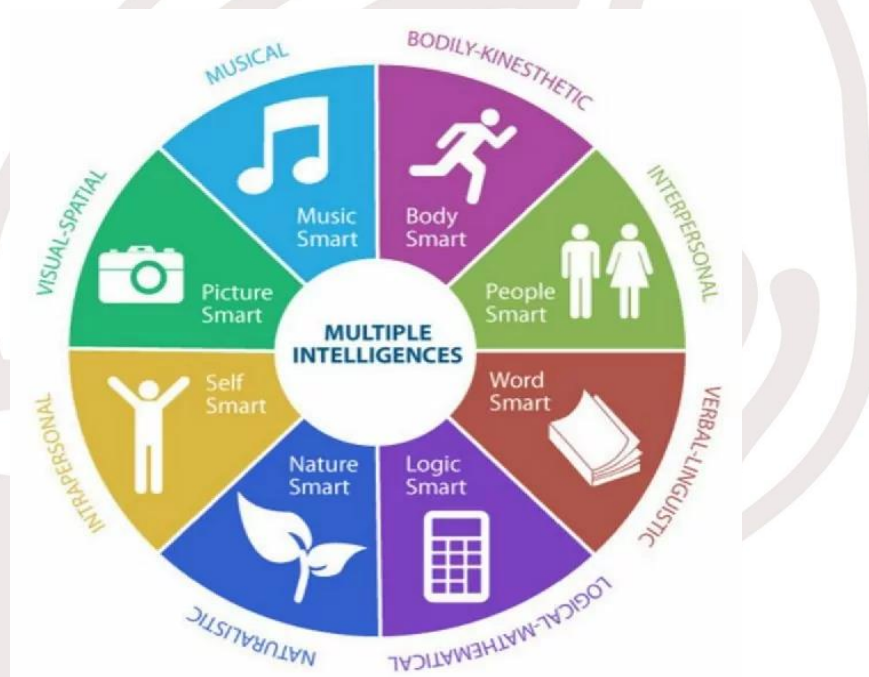 MUSICAL
BODILY-KINESTHETIC
VISUAL-SPATIAL
INTERPERSONAL
Music
Smart
Body
Smart
Picture
Smart
People
Smart
MULTIPLE
INTELLIGENCES
Self
Smart
Word
Smart
INTRAPERSONAL
VERBAL-LINGUISTIC
Nature
Smart
Logic
Smart
NATURALISTIC
LOGICAL-MATHEMATICAL